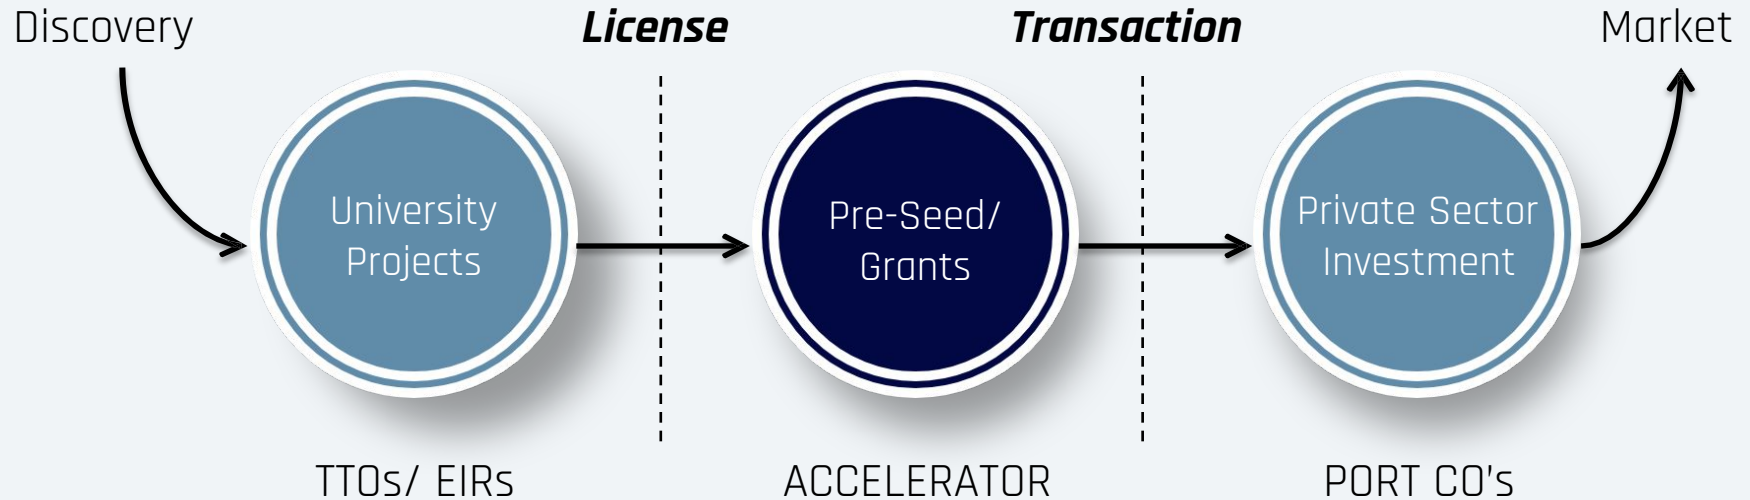 Discovery
License
Transaction
Market
University
Projects
Pre-Seed/
Grants
Private Sector
Investment
TTOs/ EIRs
ACCELERATOR
PORT CO's